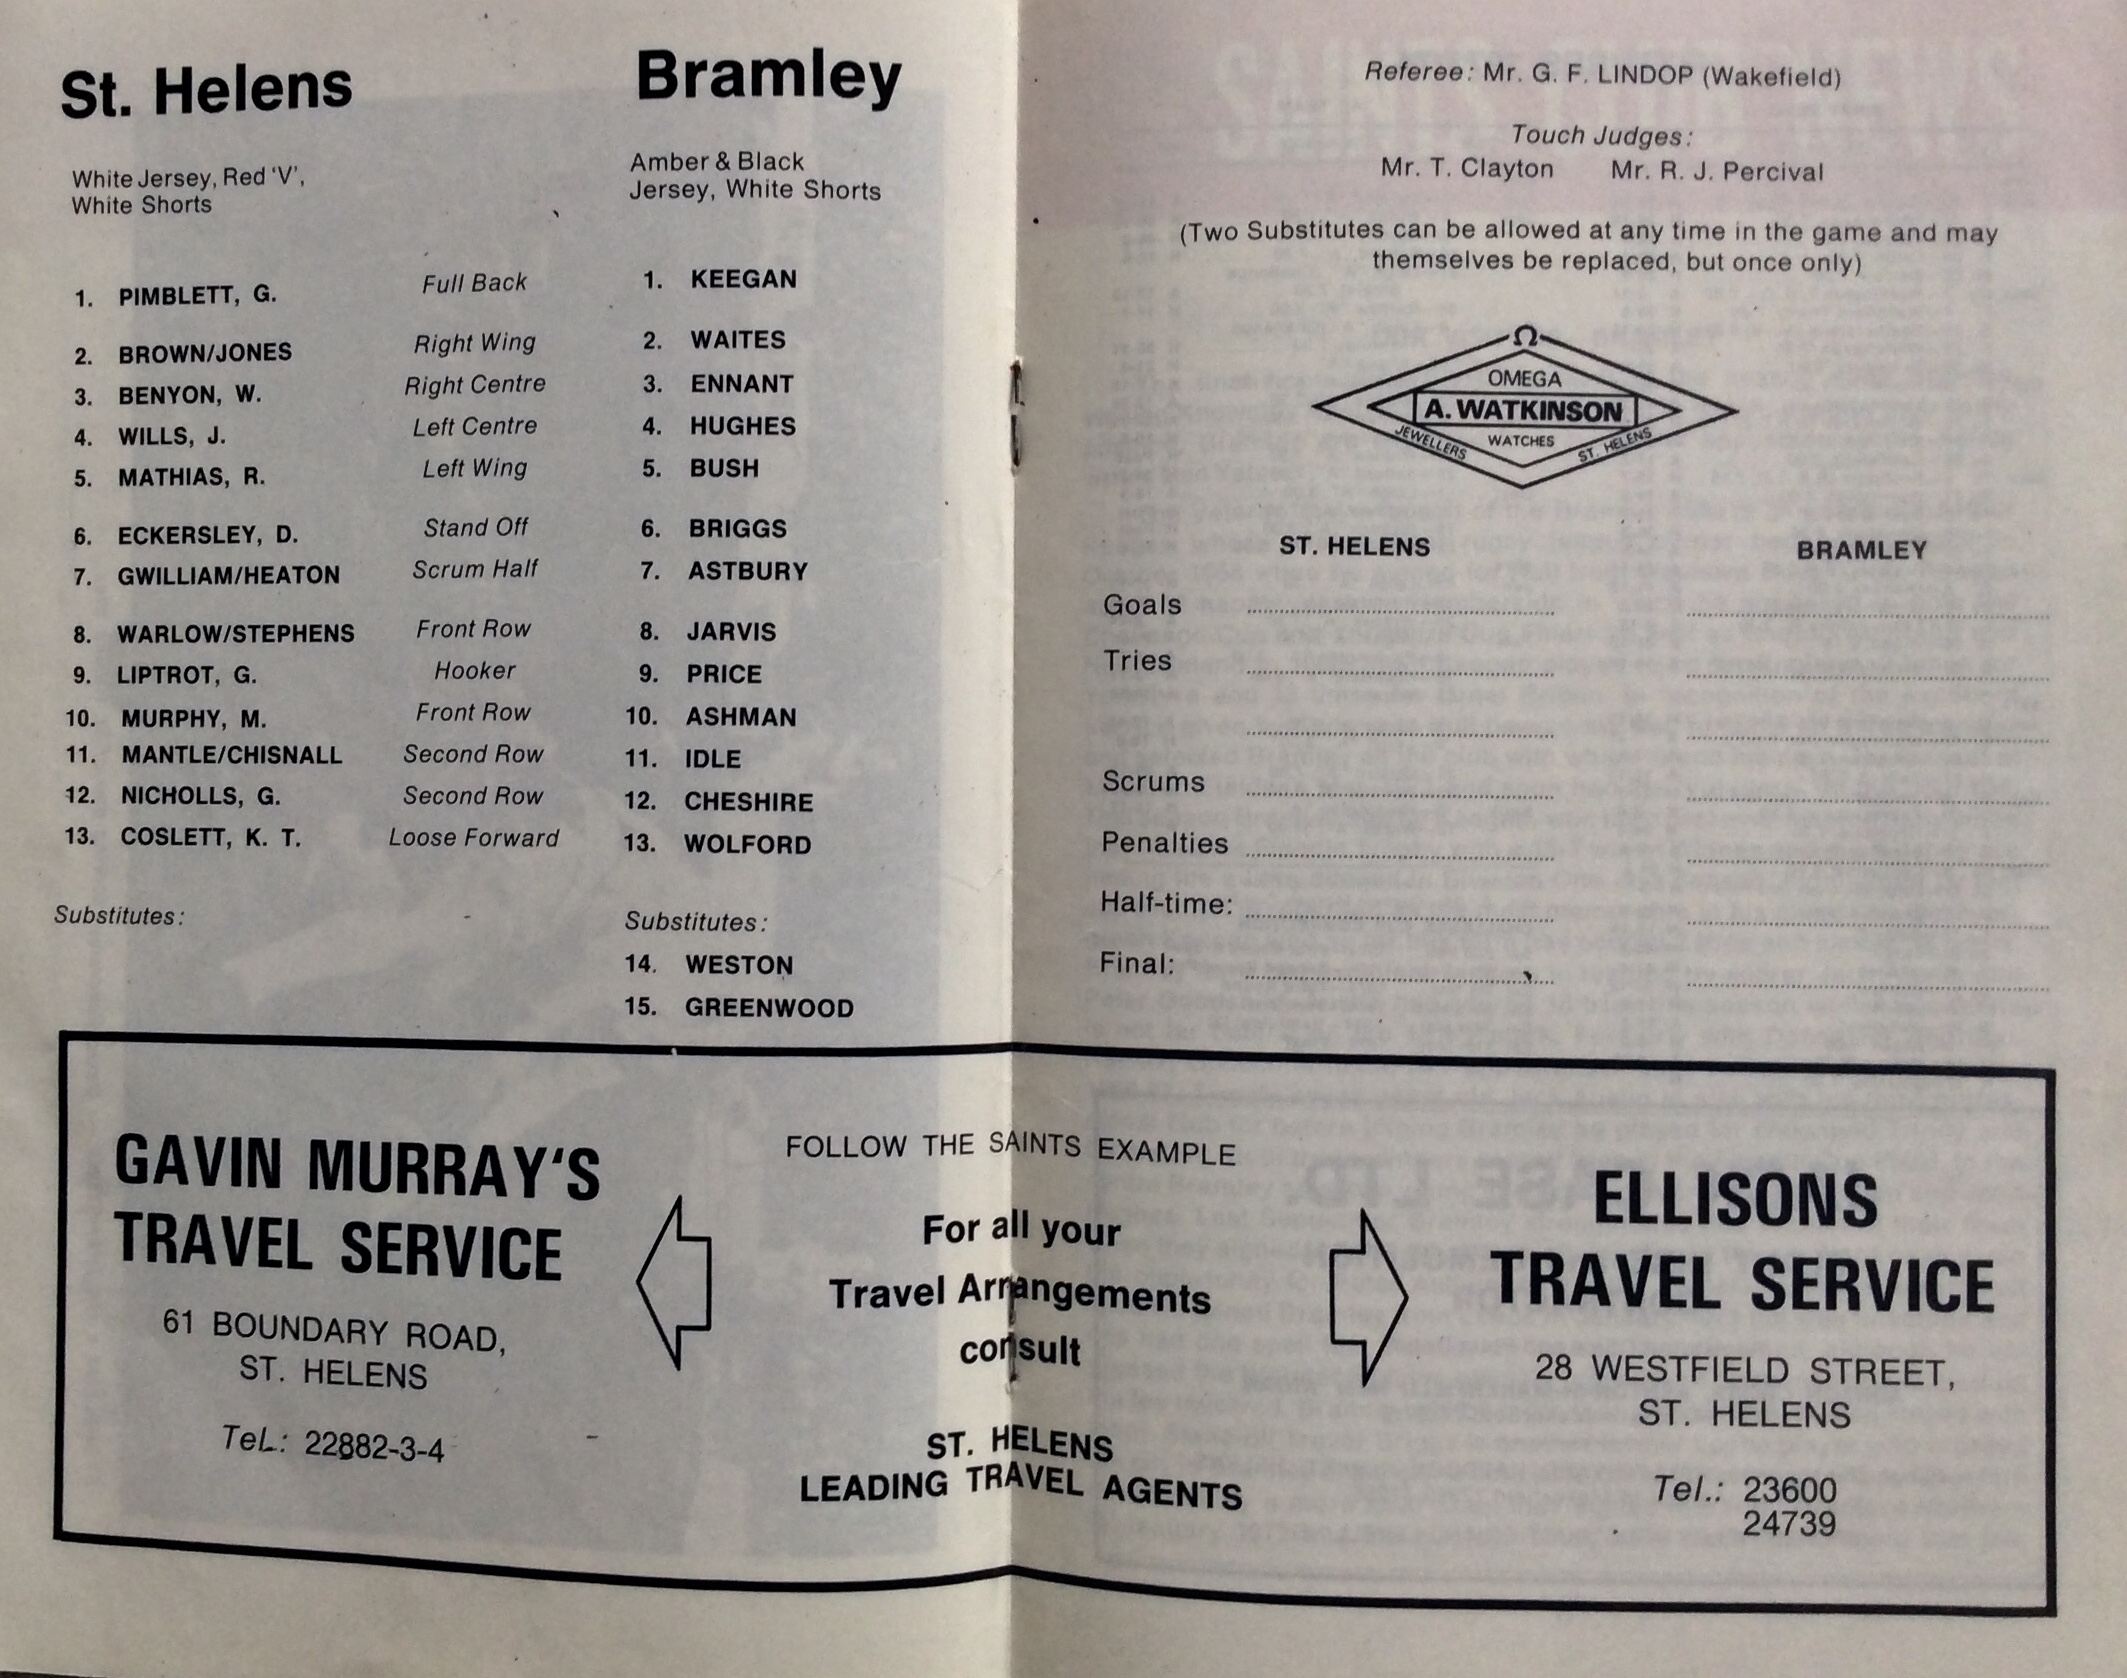 St. Helens
White Jersey, Red 'V',
White Shorts
1. PIMBLETT, G.
2. BROWN/JONES
3. BENYON, W.
4. WILLS, J.
5. MATHIAS, R.
6. ECKERSLEY, D.
7. GWILLIAM/HEATON
8. WARLOW/STEPHENS
9. LIPTROT, G.
10. MURPHY, M.
11. MANTLE/CHISNALL
12. NICHOLLS, G.
13. COSLETT, K. T.
Substitutes:
Full Back
Right Wing
Right Centre
Left Centre
Left Wing
Stand Off
Scrum Half
Front Row
Hooker
Front Row
Second Row
Second Row
Loose Forward
Bramley
Amber & Black
Jersey, White Shorts
1. KEEGAN
2. WAITES
3. ENNANT
4. HUGHES
5. BUSH
6. BRIGGS
7. ASTBURY
8. JARVIS
9. PRICE
10. ASHMAN
11. IDLE
12. CHESHIRE
13. WOLFORD
Substitutes:
14. WESTON
15. GREENWOOD
Referee: Mr. G. F. LINDOP (Wakefield)
Touch Judges:
Mr. T. Clayton Mr. R. J. Percival
(Two Substitutes can be allowed at any time in the game and may
themselves be replaced, but once only)
Ω
OMEGA
A. WATKINSON
JEWELLERS WATCHES ST. HELENS
ST. HELENS BRAMLEY
Goals
Tries
Scrums
Penalties
Half-time:
Final:
GAVIN MURRAY'S
TRAVEL SERVICE
61 BOUNDARY ROAD,
ST. HELENS
TeL.: 22882-3-4
FOLLOW THE SAINTS EXAMPLE
For all your
Travel Arrangements
consult
ST. HELENS
LEADING TRAVEL AGENTS
ELLISONS
TRAVEL SERVICE
28 WESTFIELD STREET,
ST. HELENS
Tel.: 23600
24739